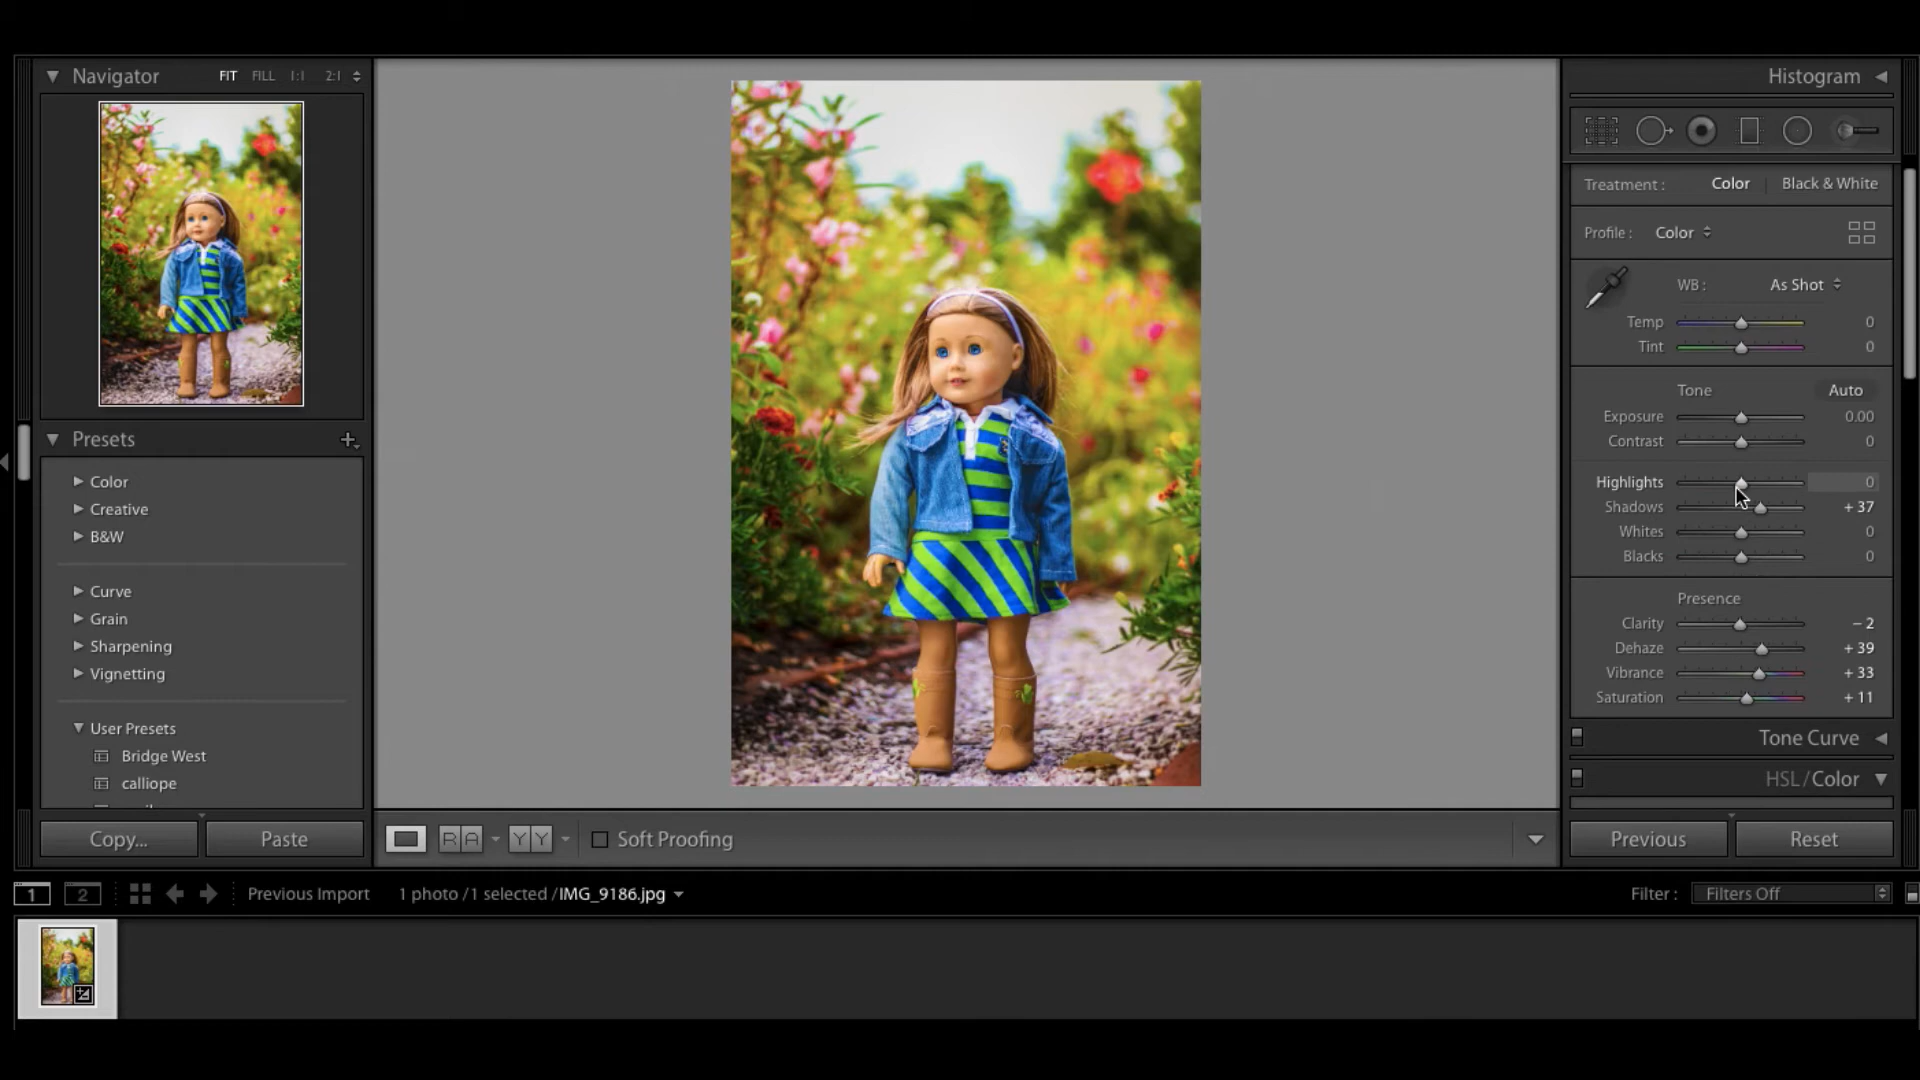 Navigator FIT FILL 1:1 2:1
Presets
Color
Creative
B&W
Curve
Grain
Sharpening
Vignetting
User Presets
Bridge West
calliope
Copy... Paste
R A Y Y Soft Proofing
Histogram
Treatment : Color Black & White
Profile : Color
WB : As Shot
Temp 0
Tint 0
Tone Auto
Exposure 0.00
Contrast 0
Highlights 0
Shadows + 37
Whites 0
Blacks 0
Presence
Clarity − 2
Dehaze + 39
Vibrance + 33
Saturation + 11
Tone Curve
HSL / Color
Previous Reset
1 2 Previous Import 1 photo / 1 selected / IMG_9186.jpg Filter : Filters Off